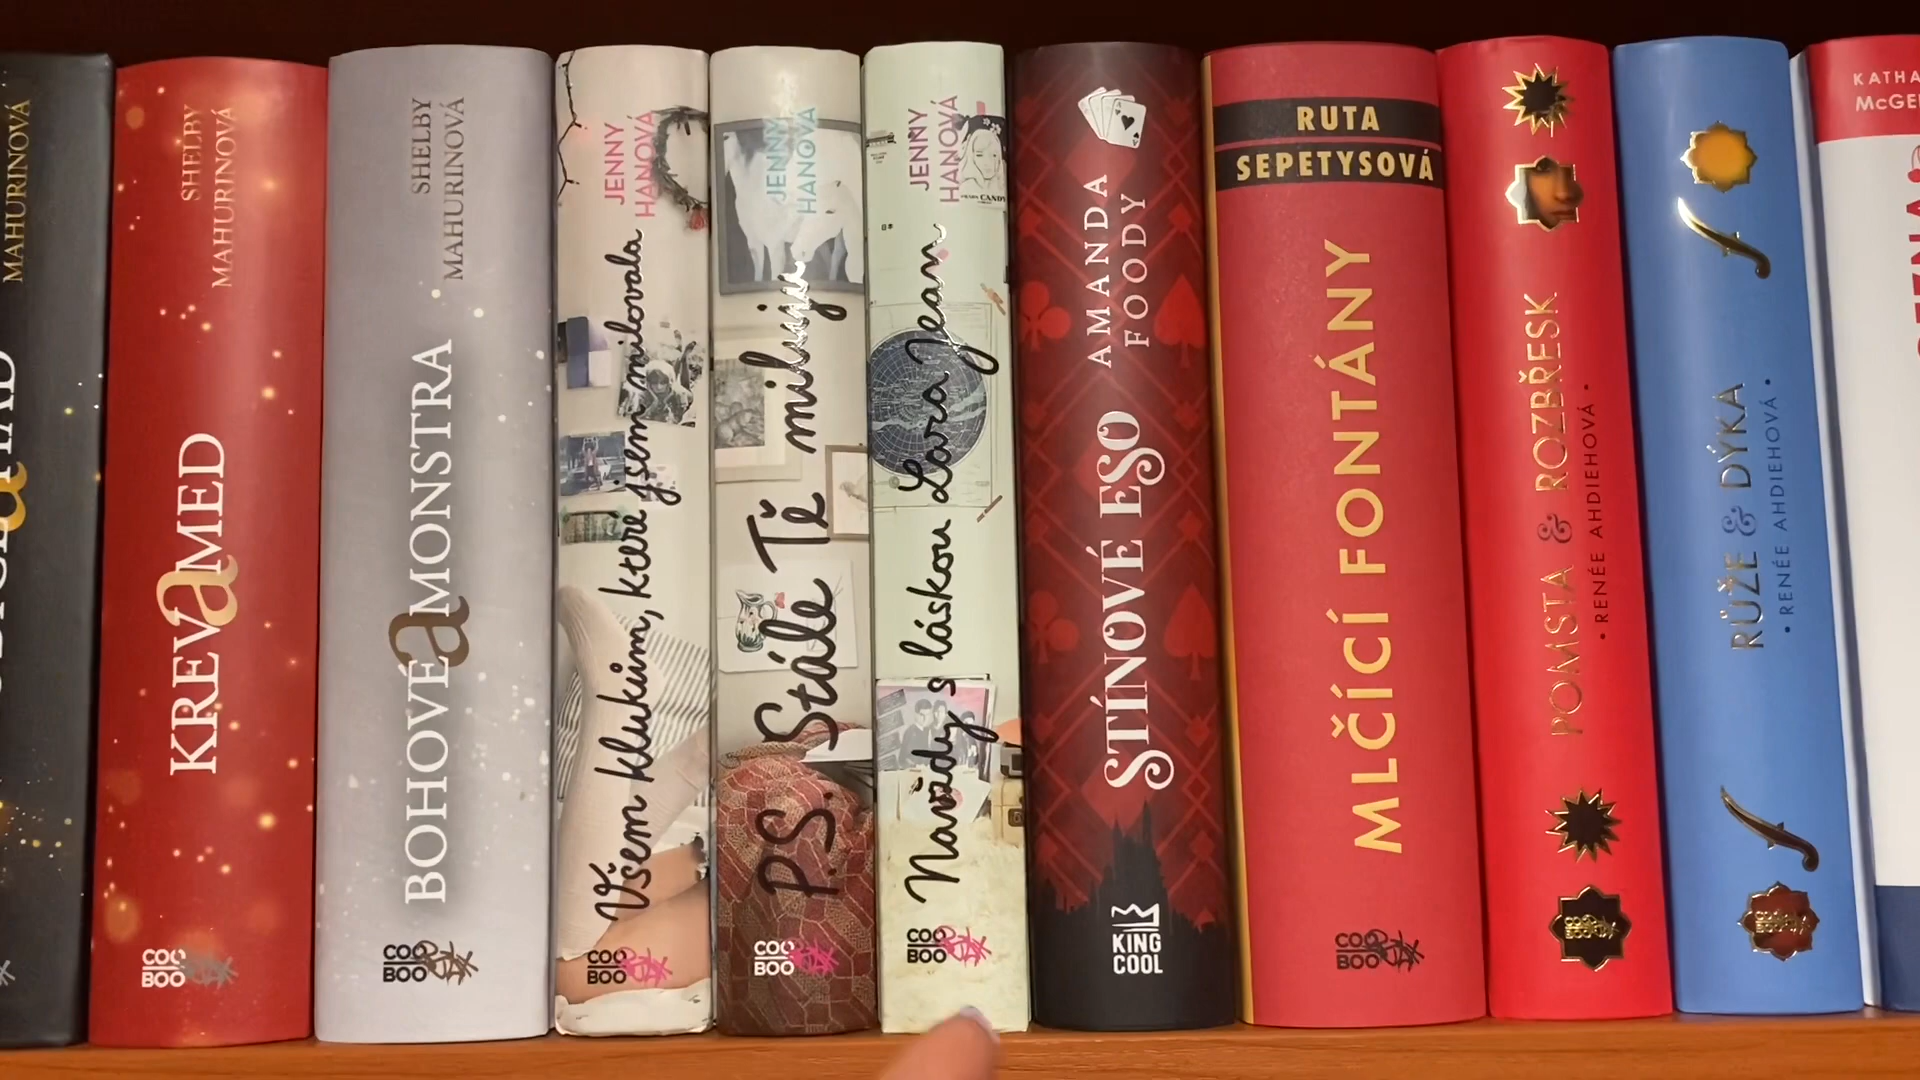 MAHURINOVÁ
SHELBY
MAHURINOVÁ
KREV a MED
COO
BOO
SHELBY
MAHURINOVÁ
BOHOVÉ a MONSTRA
COO
BOO
JENNY
HANOVÁ
Všem klukům, které jsem milovala
COO
BOO
JENNY
HANOVÁ
P.S. Stále Tě miluju
COO
BOO
JENNY
HANOVÁ
Navždy s láskou Lara Jean
COO
BOO
AMANDA
FOODY
STÍNOVÉ ESO
KING
COOL
RUTA
SEPETYSOVÁ
MLČÍCÍ FONTÁNY
COO
BOO
POMSTA & ROZBŘESK
• RENÉE AHDIEHOVÁ •
COO
BOO
RŮŽE & DÝKA
• RENÉE AHDIEHOVÁ •
KATHA
McGE